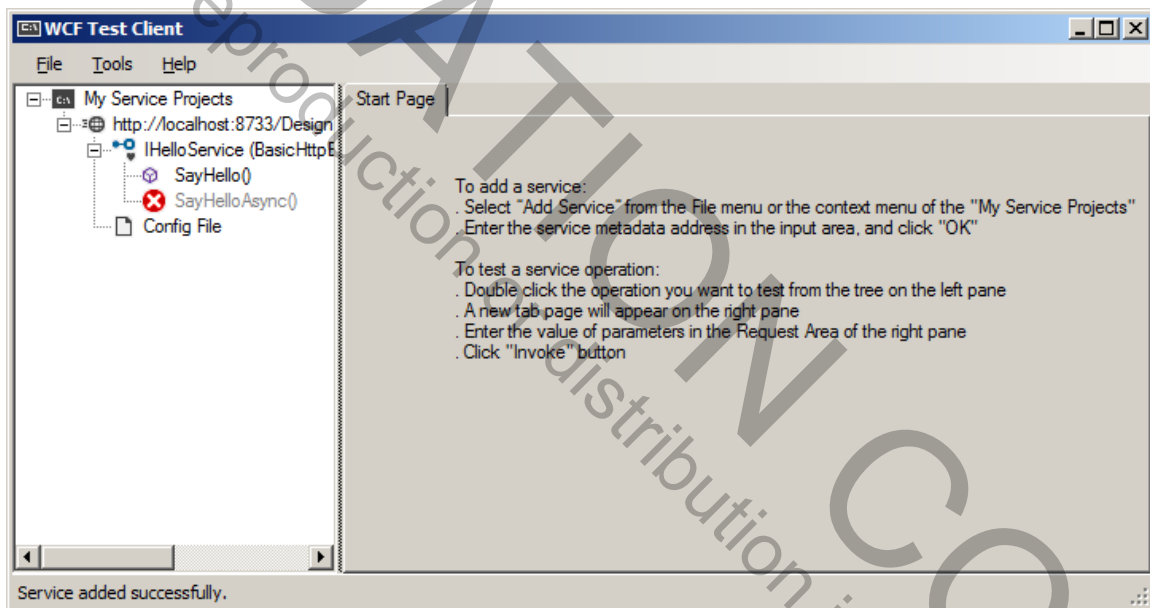 WCF Test Client
File Tools Help
My Service Projects
http://localhost:8733/Design
IHelloService (BasicHttpB
SayHello()
SayHelloAsync()
Config File
Start Page
To add a service:
. Select "Add Service" from the File menu or the context menu of the "My Service Projects"
. Enter the service metadata address in the input area, and click "OK"
To test a service operation:
. Double click the operation you want to test from the tree on the left pane
. A new tab page will appear on the right pane
. Enter the value of parameters in the Request Area of the right pane
. Click "Invoke" button
Service added successfully.
reproduction or distribution
CATION CO